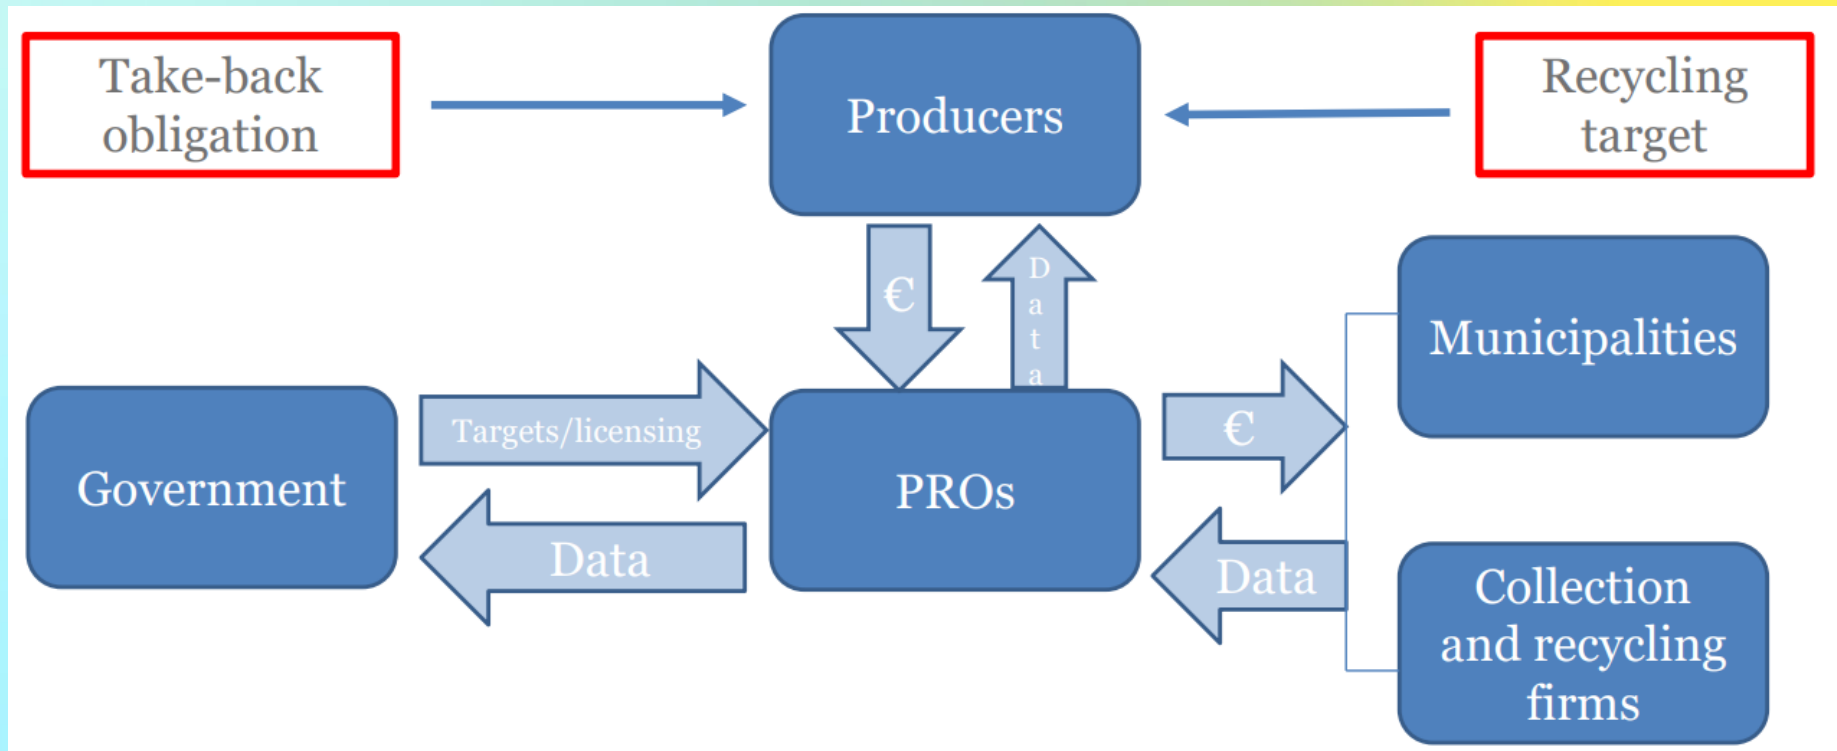 Take-back
obligation
Producers
Recycling
target
€
D
a
t
a
Municipalities
Government
Targets/licensing
PROs
€
Data
Data
Collection
and recycling
firms